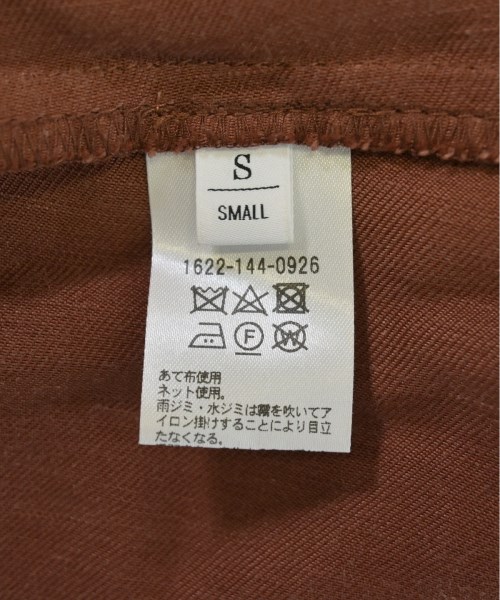 S
SMALL
1622-144-0926
F
W
あて布使用
ネット使用。
雨ジミ・水ジミは霧を吹いてア
イロン掛けすることにより目立
たなくなる。